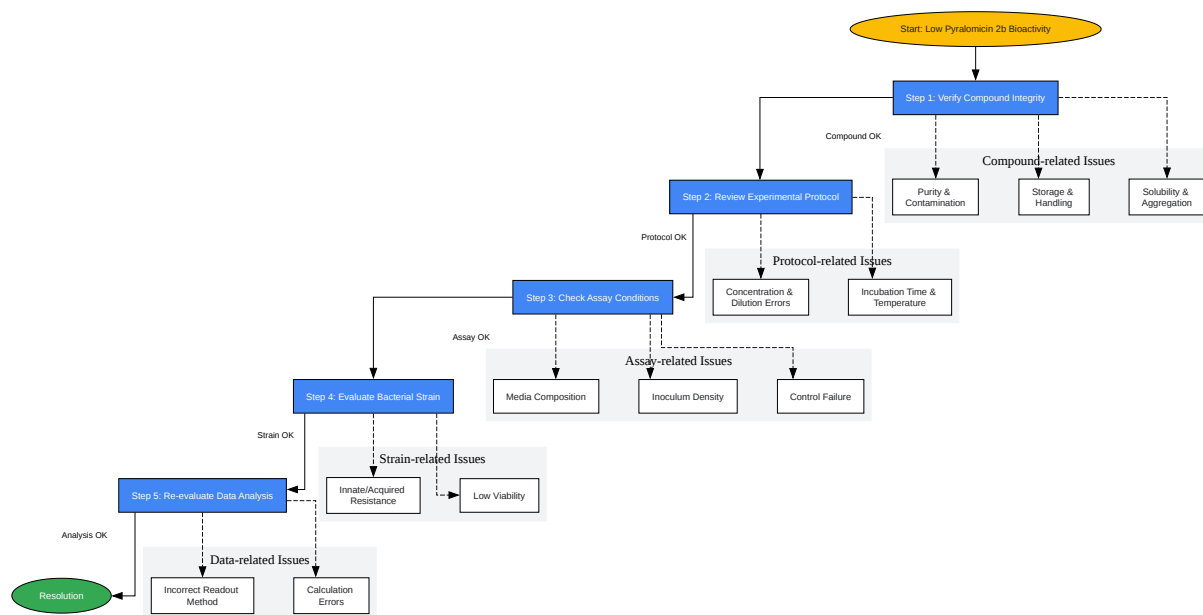 Start: Low Pyralomicin 2b Bioactivity
Step 1: Verify Compound Integrity
Compound OK
Compound-related Issues
Purity &
Contamination
Storage &
Handling
Solubility &
Aggregation
Step 2: Review Experimental Protocol
Protocol OK
Protocol-related Issues
Concentration &
Dilution Errors
Incubation Time &
Temperature
Step 3: Check Assay Conditions
Assay OK
Assay-related Issues
Media Composition
Inoculum Density
Control Failure
Step 4: Evaluate Bacterial Strain
Strain OK
Strain-related Issues
Innate/Acquired
Resistance
Low Viability
Step 5: Re-evaluate Data Analysis
Analysis OK
Data-related Issues
Incorrect Readout
Method
Calculation
Errors
Resolution